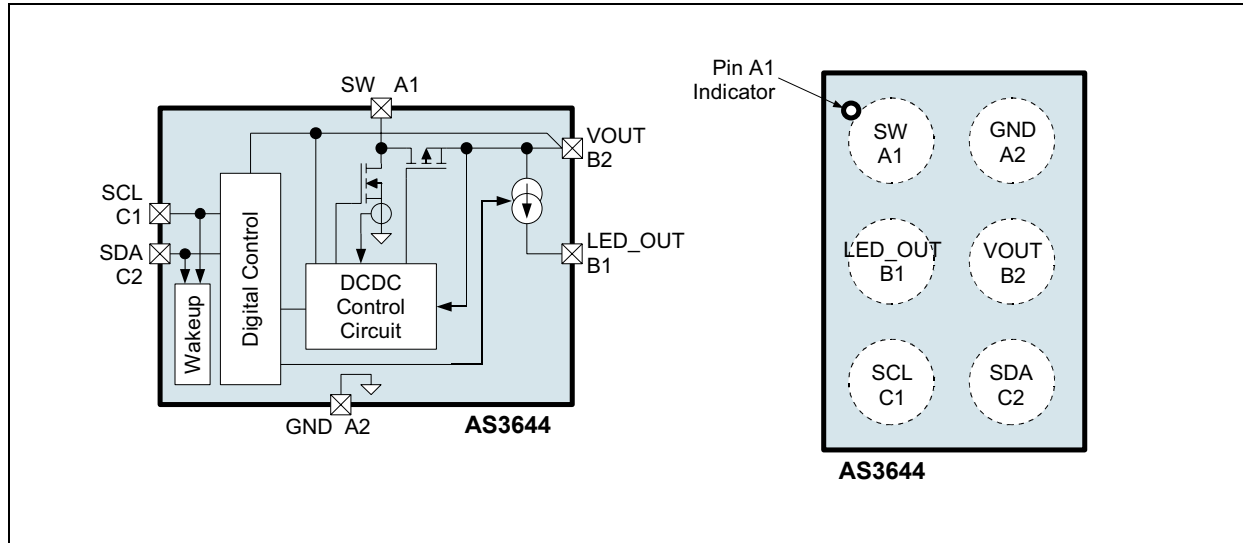 SW A1
VOUT
B2
SCL
C1
SDA
C2
LED_OUT
B1
Wakeup
Digital Control
DCDC
Control
Circuit
GND A2
AS3644
Pin A1
Indicator
SW
A1
GND
A2
LED_OUT
B1
VOUT
B2
SCL
C1
SDA
C2
AS3644